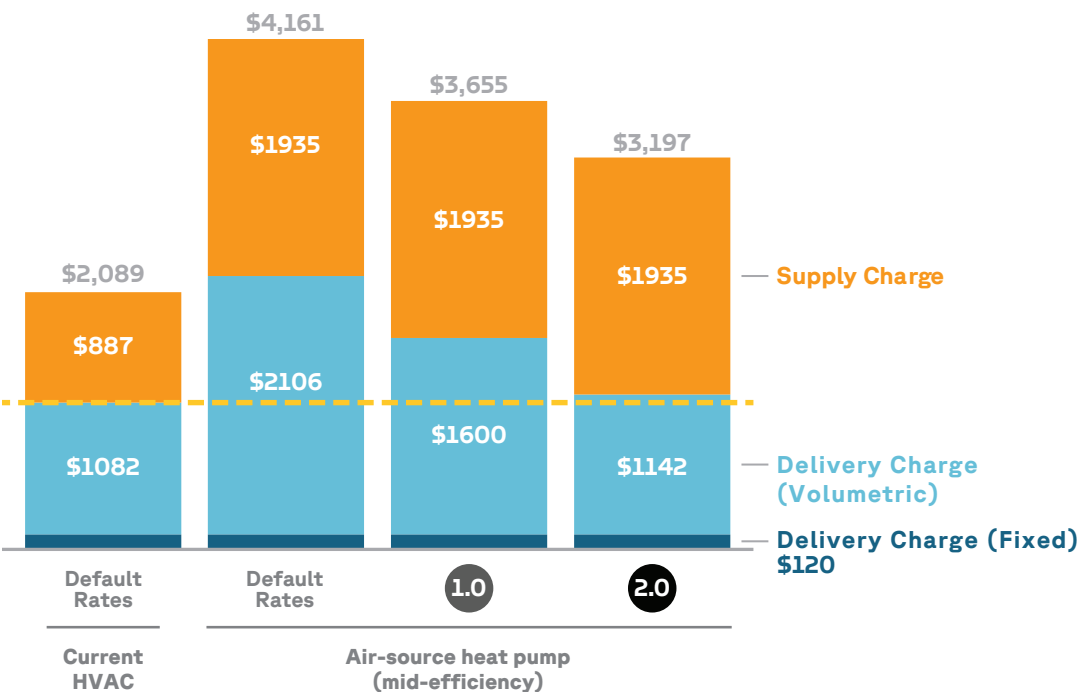 $4,161
$3,655
$3,197
$2,089
$1935
$1935
$1935
$887
$2106
$1600
$1082
$1142
Supply Charge
Delivery Charge
(Volumetric)
Delivery Charge (Fixed)
$120
Default
Rates
Default
Rates
1.0
2.0
Current
HVAC
Air-source heat pump
(mid-efficiency)